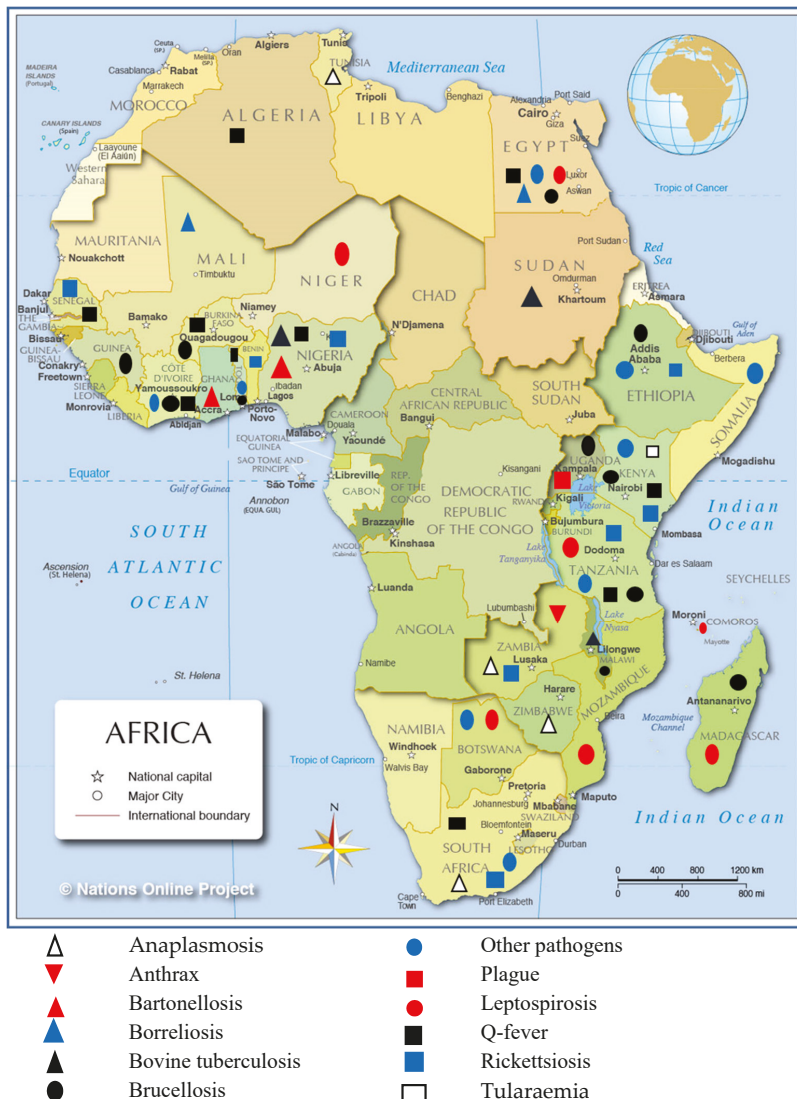 MADEIRA
ISLANDS
(Portugal)
Ceuta
(SP.)
Melilla
(SP.)
Oran
Algiers
Tunis
TUNISIA
Mediterranean Sea
Casablanca
Rabat
Marrakech
MOROCCO
Tripoli
Benghazi
Alexandria
Port Said
Cairo
Giza
Suez
CANARY ISLANDS
(Spain)
ALGERIA
LIBYA
EGYPT
Laayoune
(El Aaiún)
Western
Sahara
Luxor
Aswan
Tropic of Cancer
MAURITANIA
Nouakchott
MALI
Timbuktu
NIGER
CHAD
SUDAN
Port Sudan
Red
Sea
Omdurman
Khartoum
ERITREA
Asmara
Dakar
SENEGAL
Banjul
THE
GAMBIA
Bissau
GUINEA-
BISSAU
Bamako
BURKINA
FASO
Ouagadougou
Niamey
N'Djamena
DJIBOUTI
Djibouti
Gulf of
Aden
Berbera
GUINEA
Conakry
Freetown
SIERRA
LEONE
Monrovia
LIBERIA
CÔTE
D'IVOIRE
Yamoussoukro
Abidjan
GHANA
Accra
TOGO
Lom
BENIN
Porto-
Novo
NIGERIA
Abuja
Ibadan
Lagos
Addis
Ababa
ETHIOPIA
SOMALIA
CENTRAL
AFRICAN REPUBLIC
Bangui
SOUTH
SUDAN
Juba
CAMEROON
Douala
Yaoundé
Malabo
EQUATORIAL
GUINEA
SAO TOME AND
PRINCIPE
São Tome
Libreville
GABON
REP.
OF THE
CONGO
Brazzaville
Kinshasa
ANGOLA
(Cabinda)
Kisangani
DEMOCRATIC
REPUBLIC
OF THE CONGO
UGANDA
Kampala
KENYA
Nairobi
Mogadishu
Equator
Gulf of Guinea
Annobon
(EQUA. GUI.)
Lake
Victoria
RWANDA
Kigali
Bujumbura
BURUNDI
Mombasa
Indian
Ocean
SOUTH
ATLANTIC
OCEAN
Ascension
(St. Helena)
Lake
Tanganyika
Dodoma
TANZANIA
Dar es Salaam
SEYCHELLES
Luanda
Lubumbashi
ANGOLA
Namibe
Lake
Nyasa
Moroni
COMOROS
Mayotte
ZAMBIA
Lusaka
Lilongwe
MALAWI
St. Helena
Harare
ZIMBABWE
MOZAMBIQUE
Beira
Mozambique
Channel
Antananarivo
MADAGASCAR
AFRICA
National capital
Major City
International boundary
NAMIBIA
Windhoek
Walvis Bay
Tropic of Capricorn
BOTSWANA
Gaborone
Pretoria
Johannesburg
Mbabane
SWAZILAND
Maputo
Bloemfontein
Maseru
LESOTHO
Durban
SOUTH
AFRICA
Cape
Town
Port Elizabeth
Indian Ocean
N
0 400 800 1200 km
0 400 800 mi
© Nations Online Project
Anaplasmosis
Anthrax
Bartonellosis
Borreliosis
Bovine tuberculosis
Brucellosis
Other pathogens
Plague
Leptospirosis
Q-fever
Rickettsiosis
Tularaemia